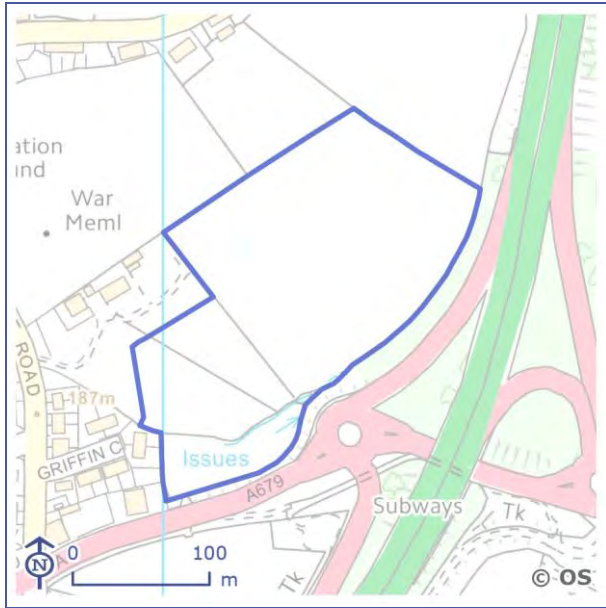 ation
und
War
Meml
ROAD
187m
GRIFFIN C
Issues
A679
A
Subways
Tk
Tk
N
0 100
m
© OS